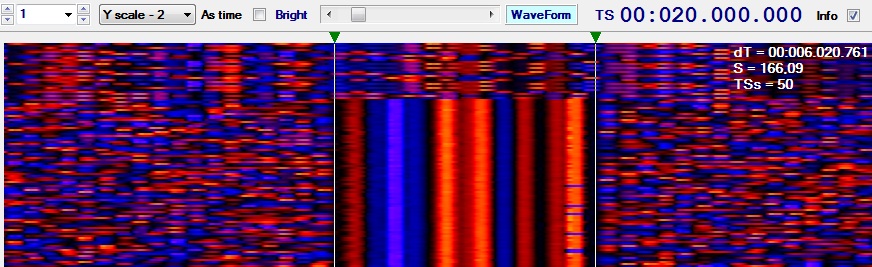 1 Y scale - 2 As time Bright WaveForm TS 00:020.000.000 Info
dT = 00:006.020.761
S = 166,09
TSs = 50